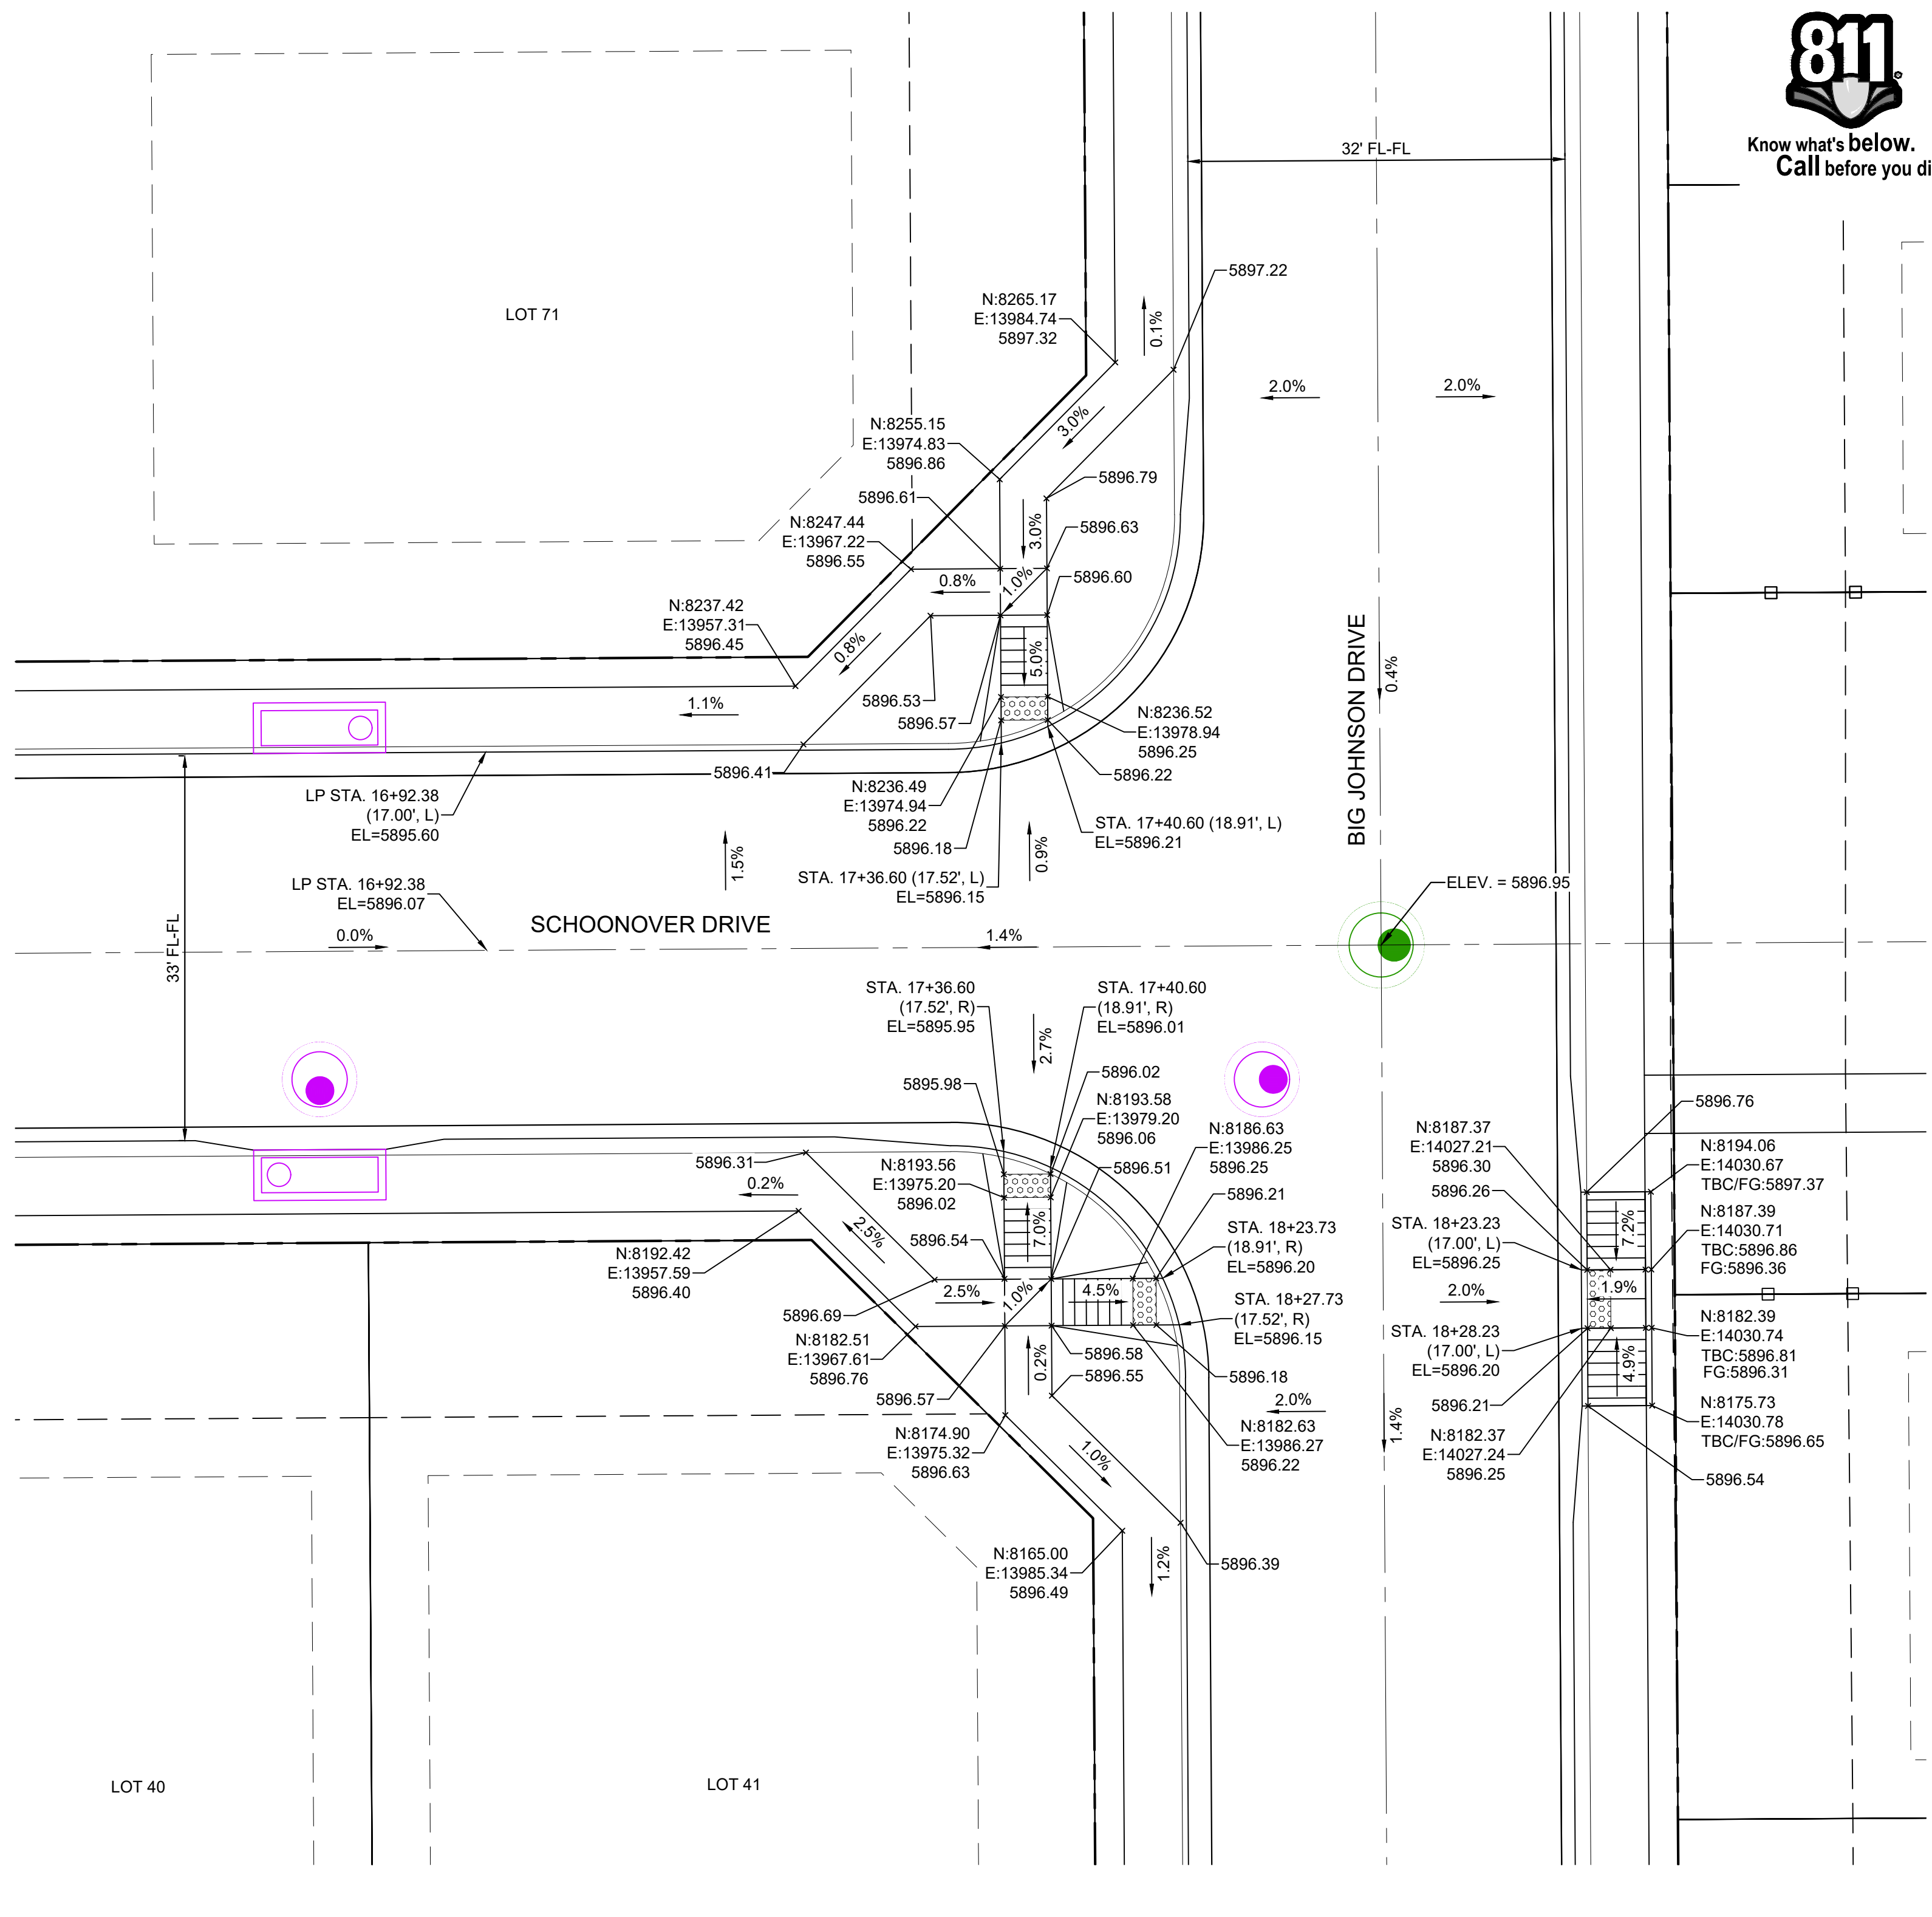 811
Know what's below.
Call before you di
32' FL-FL
5897.22
N:8265.17
E:13984.74
5897.32
0.1%
LOT 71
2.0%
2.0%
3.0%
N:8255.15
E:13974.83
5896.86
5896.79
5896.61
N:8247.44
E:13967.22
5896.55
3.0%
5896.63
0.8%
1.0%
5896.60
N:8237.42
E:13957.31
5896.45
0.8%
5.0%
BIG JOHNSON DRIVE
0.4%
1.1%
5896.53
5896.57
N:8236.52
E:13978.94
5896.25
5896.41
5896.22
LP STA. 16+92.38
(17.00', L)
EL=5895.60
N:8236.49
E:13974.94
5896.22
5896.18
STA. 17+40.60 (18.91', L)
EL=5896.21
1.5%
0.9%
STA. 17+36.60 (17.52', L)
EL=5896.15
LP STA. 16+92.38
EL=5896.07
ELEV. = 5896.95
SCHOONOVER DRIVE
0.0%
1.4%
33' FL-FL
STA. 17+36.60
(17.52', R)
EL=5895.95
STA. 17+40.60
(18.91', R)
EL=5896.01
2.7%
5895.98
5896.02
N:8193.58
E:13979.20
5896.06
N:8186.63
E:13986.25
5896.25
5896.31
N:8193.56
E:13975.20
5896.02
5896.51
0.2%
5896.21
2.5%
7.0%
5896.54
STA. 18+23.73
(18.91', R)
EL=5896.20
N:8192.42
E:13957.59
5896.40
2.5%
1.0%
4.5%
5896.69
STA. 18+27.73
(17.52', R)
EL=5896.15
N:8182.51
E:13967.61
5896.76
0.2%
5896.58
5896.55
5896.18
5896.57
2.0%
N:8174.90
E:13975.32
5896.63
1.0%
N:8182.63
E:13986.27
5896.22
1.4%
N:8165.00
E:13985.34
5896.49
1.2%
5896.39
5896.76
N:8187.37
E:14027.21
5896.30
5896.26
N:8194.06
E:14030.67
TBC/FG:5897.37
STA. 18+23.23
(17.00', L)
EL=5896.25
7.2%
N:8187.39
E:14030.71
TBC:5896.86
FG:5896.36
2.0%
1.9%
STA. 18+28.23
(17.00', L)
EL=5896.20
N:8182.39
E:14030.74
TBC:5896.81
FG:5896.31
4.9%
5896.21
N:8175.73
E:14030.78
TBC/FG:5896.65
N:8182.37
E:14027.24
5896.25
5896.54
LOT 40
LOT 41